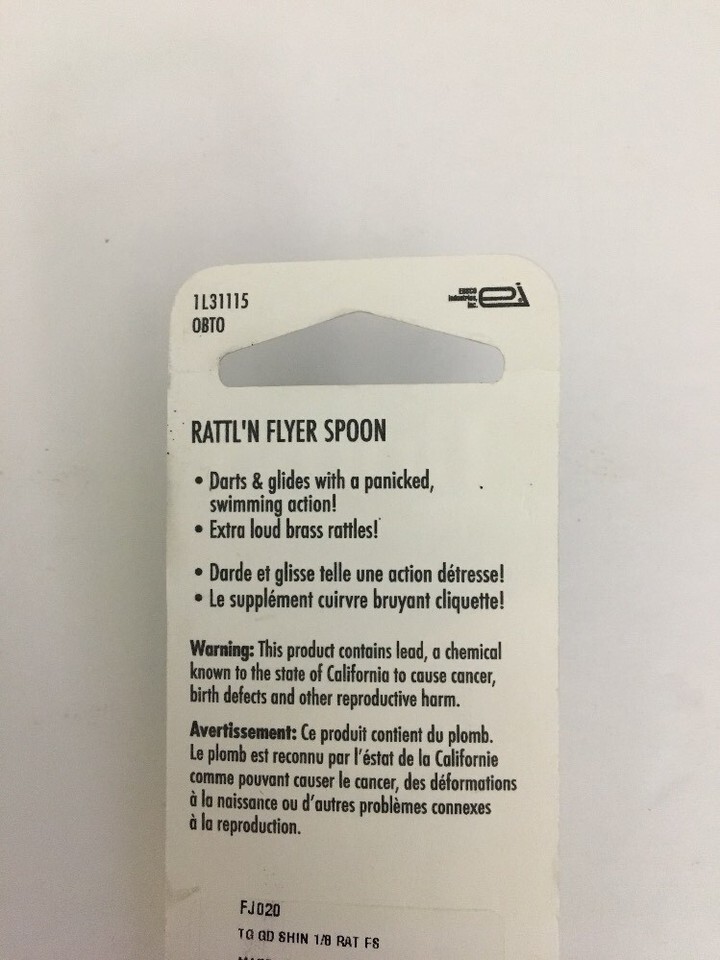 1L31115
OBTO
EBSCO
Industries,
Inc.
RATTL'N FLYER SPOON
• Darts & glides with a panicked,
swimming action!
• Extra loud brass rattles!
• Darde et glisse telle une action détresse!
• Le supplément cuirvre bruyant cliquette!
Warning: This product contains lead, a chemical
known to the state of California to cause cancer,
birth defects and other reproductive harm.
Avertissement: Ce produit contient du plomb.
Le plomb est reconnu par l'éstat de la Californie
comme pouvant causer le cancer, des déformations
à la naissance ou d'autres problèmes connexes
à la reproduction.
FJ020
TG GD SHIN 1/8 RAT FS